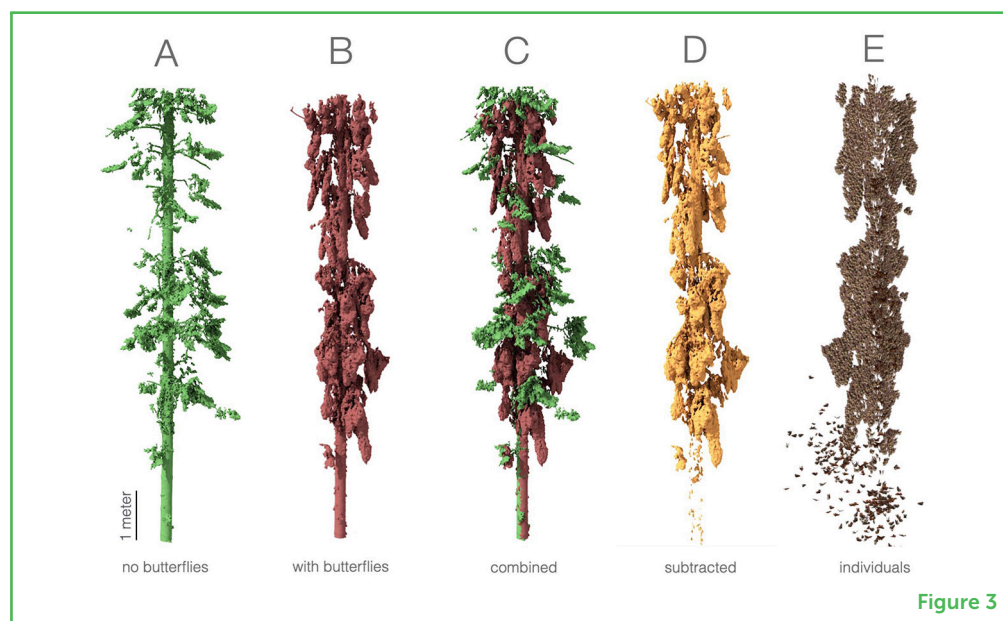 A B C D E
1 meter
no butterflies with butterflies combined subtracted individuals
Figure 3